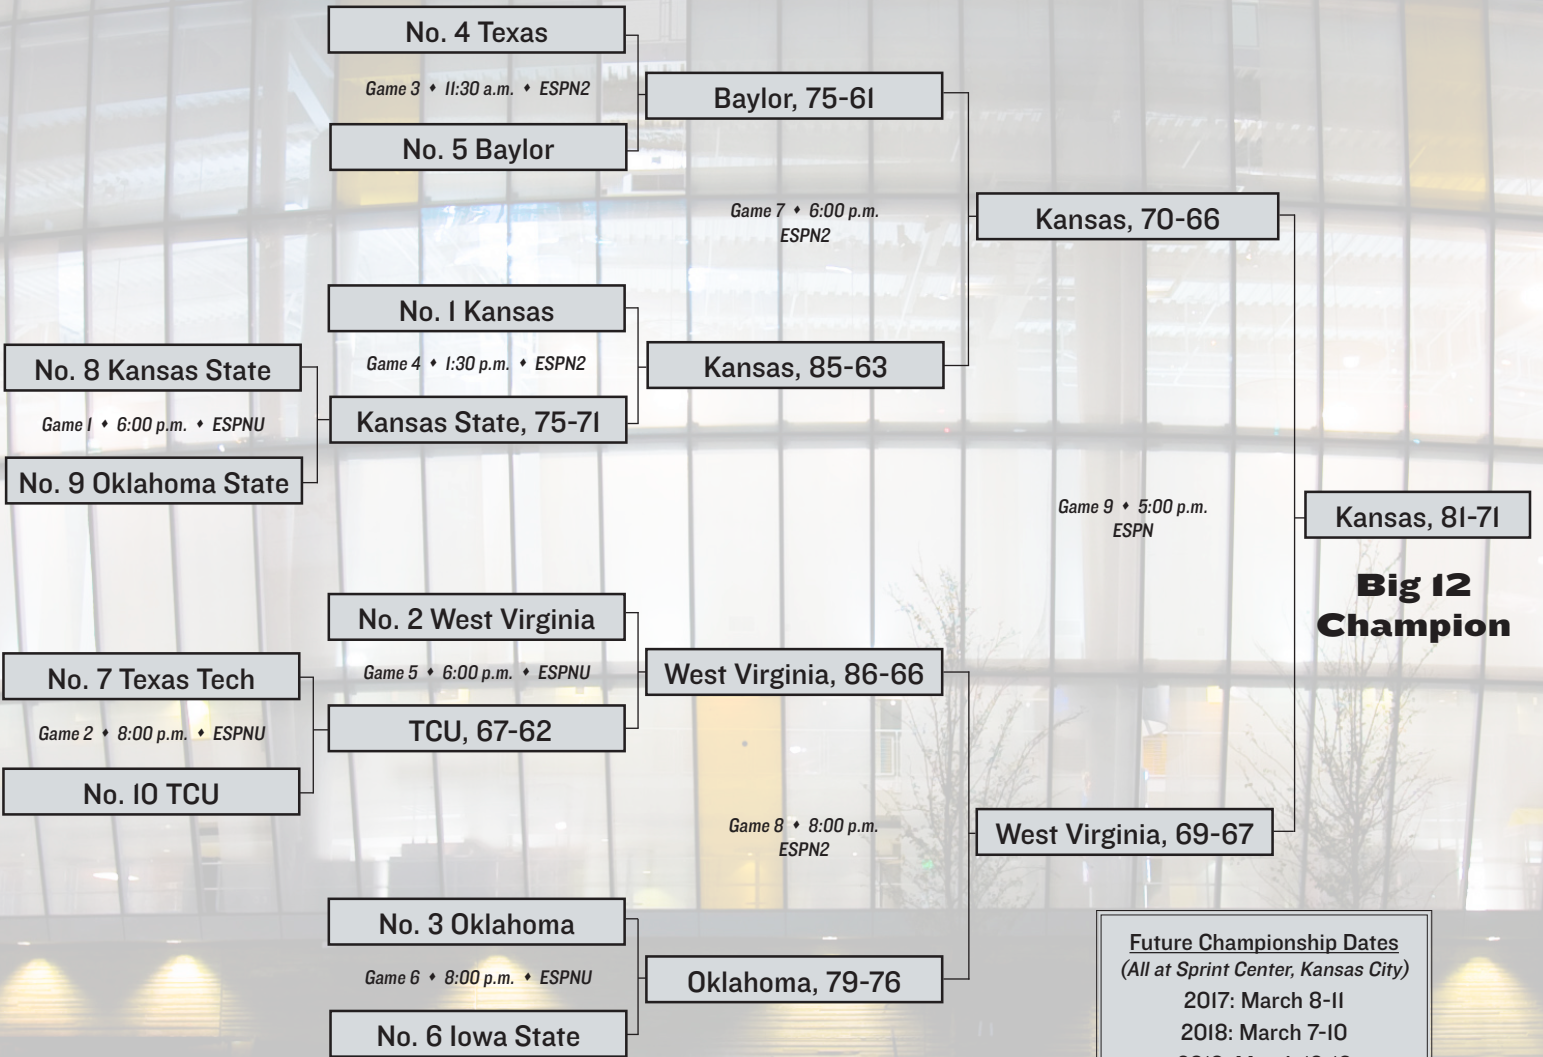 No. 4 Texas
Game 3 ♦ 11:30 a.m. ♦ ESPN2
No. 5 Baylor
Baylor, 75-61
Game 7 ♦ 6:00 p.m.
ESPN2
No. 1 Kansas
Game 4 ♦ 1:30 p.m. ♦ ESPN2
Kansas State, 75-71
No. 8 Kansas State
Game 1 ♦ 6:00 p.m. ♦ ESPNU
No. 9 Oklahoma State
Kansas, 85-63
Kansas, 70-66
Game 9 ♦ 5:00 p.m.
ESPN
Kansas, 81-71
Big 12
Champion
No. 2 West Virginia
Game 5 ♦ 6:00 p.m. ♦ ESPNU
TCU, 67-62
No. 7 Texas Tech
Game 2 ♦ 8:00 p.m. ♦ ESPNU
No. 10 TCU
West Virginia, 86-66
Game 8 ♦ 8:00 p.m.
ESPN2
West Virginia, 69-67
No. 3 Oklahoma
Game 6 ♦ 8:00 p.m. ♦ ESPNU
No. 6 Iowa State
Oklahoma, 79-76
Future Championship Dates
(All at Sprint Center, Kansas City)
2017: March 8-11
2018: March 7-10